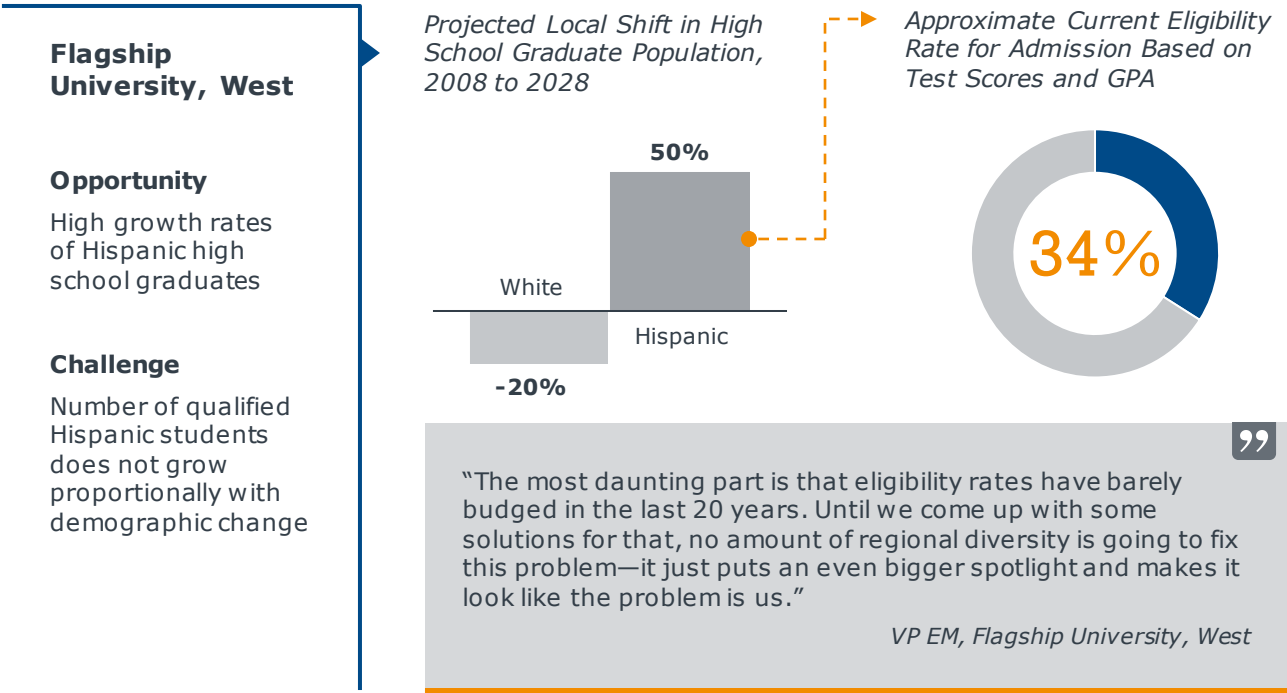 Flagship
University, West
Opportunity
High growth rates
of Hispanic high
school graduates
Challenge
Number of qualified
Hispanic students
does not grow
proportionally with
demographic change
Projected Local Shift in High
School Graduate Population,
2008 to 2028
50%
White
Hispanic
-20%
Approximate Current Eligibility
Rate for Admission Based on
Test Scores and GPA
34%
“The most daunting part is that eligibility rates have barely
budged in the last 20 years. Until we come up with some
solutions for that, no amount of regional diversity is going to fix
this problem—it just puts an even bigger spotlight and makes it
look like the problem is us.”
VP EM, Flagship University, West